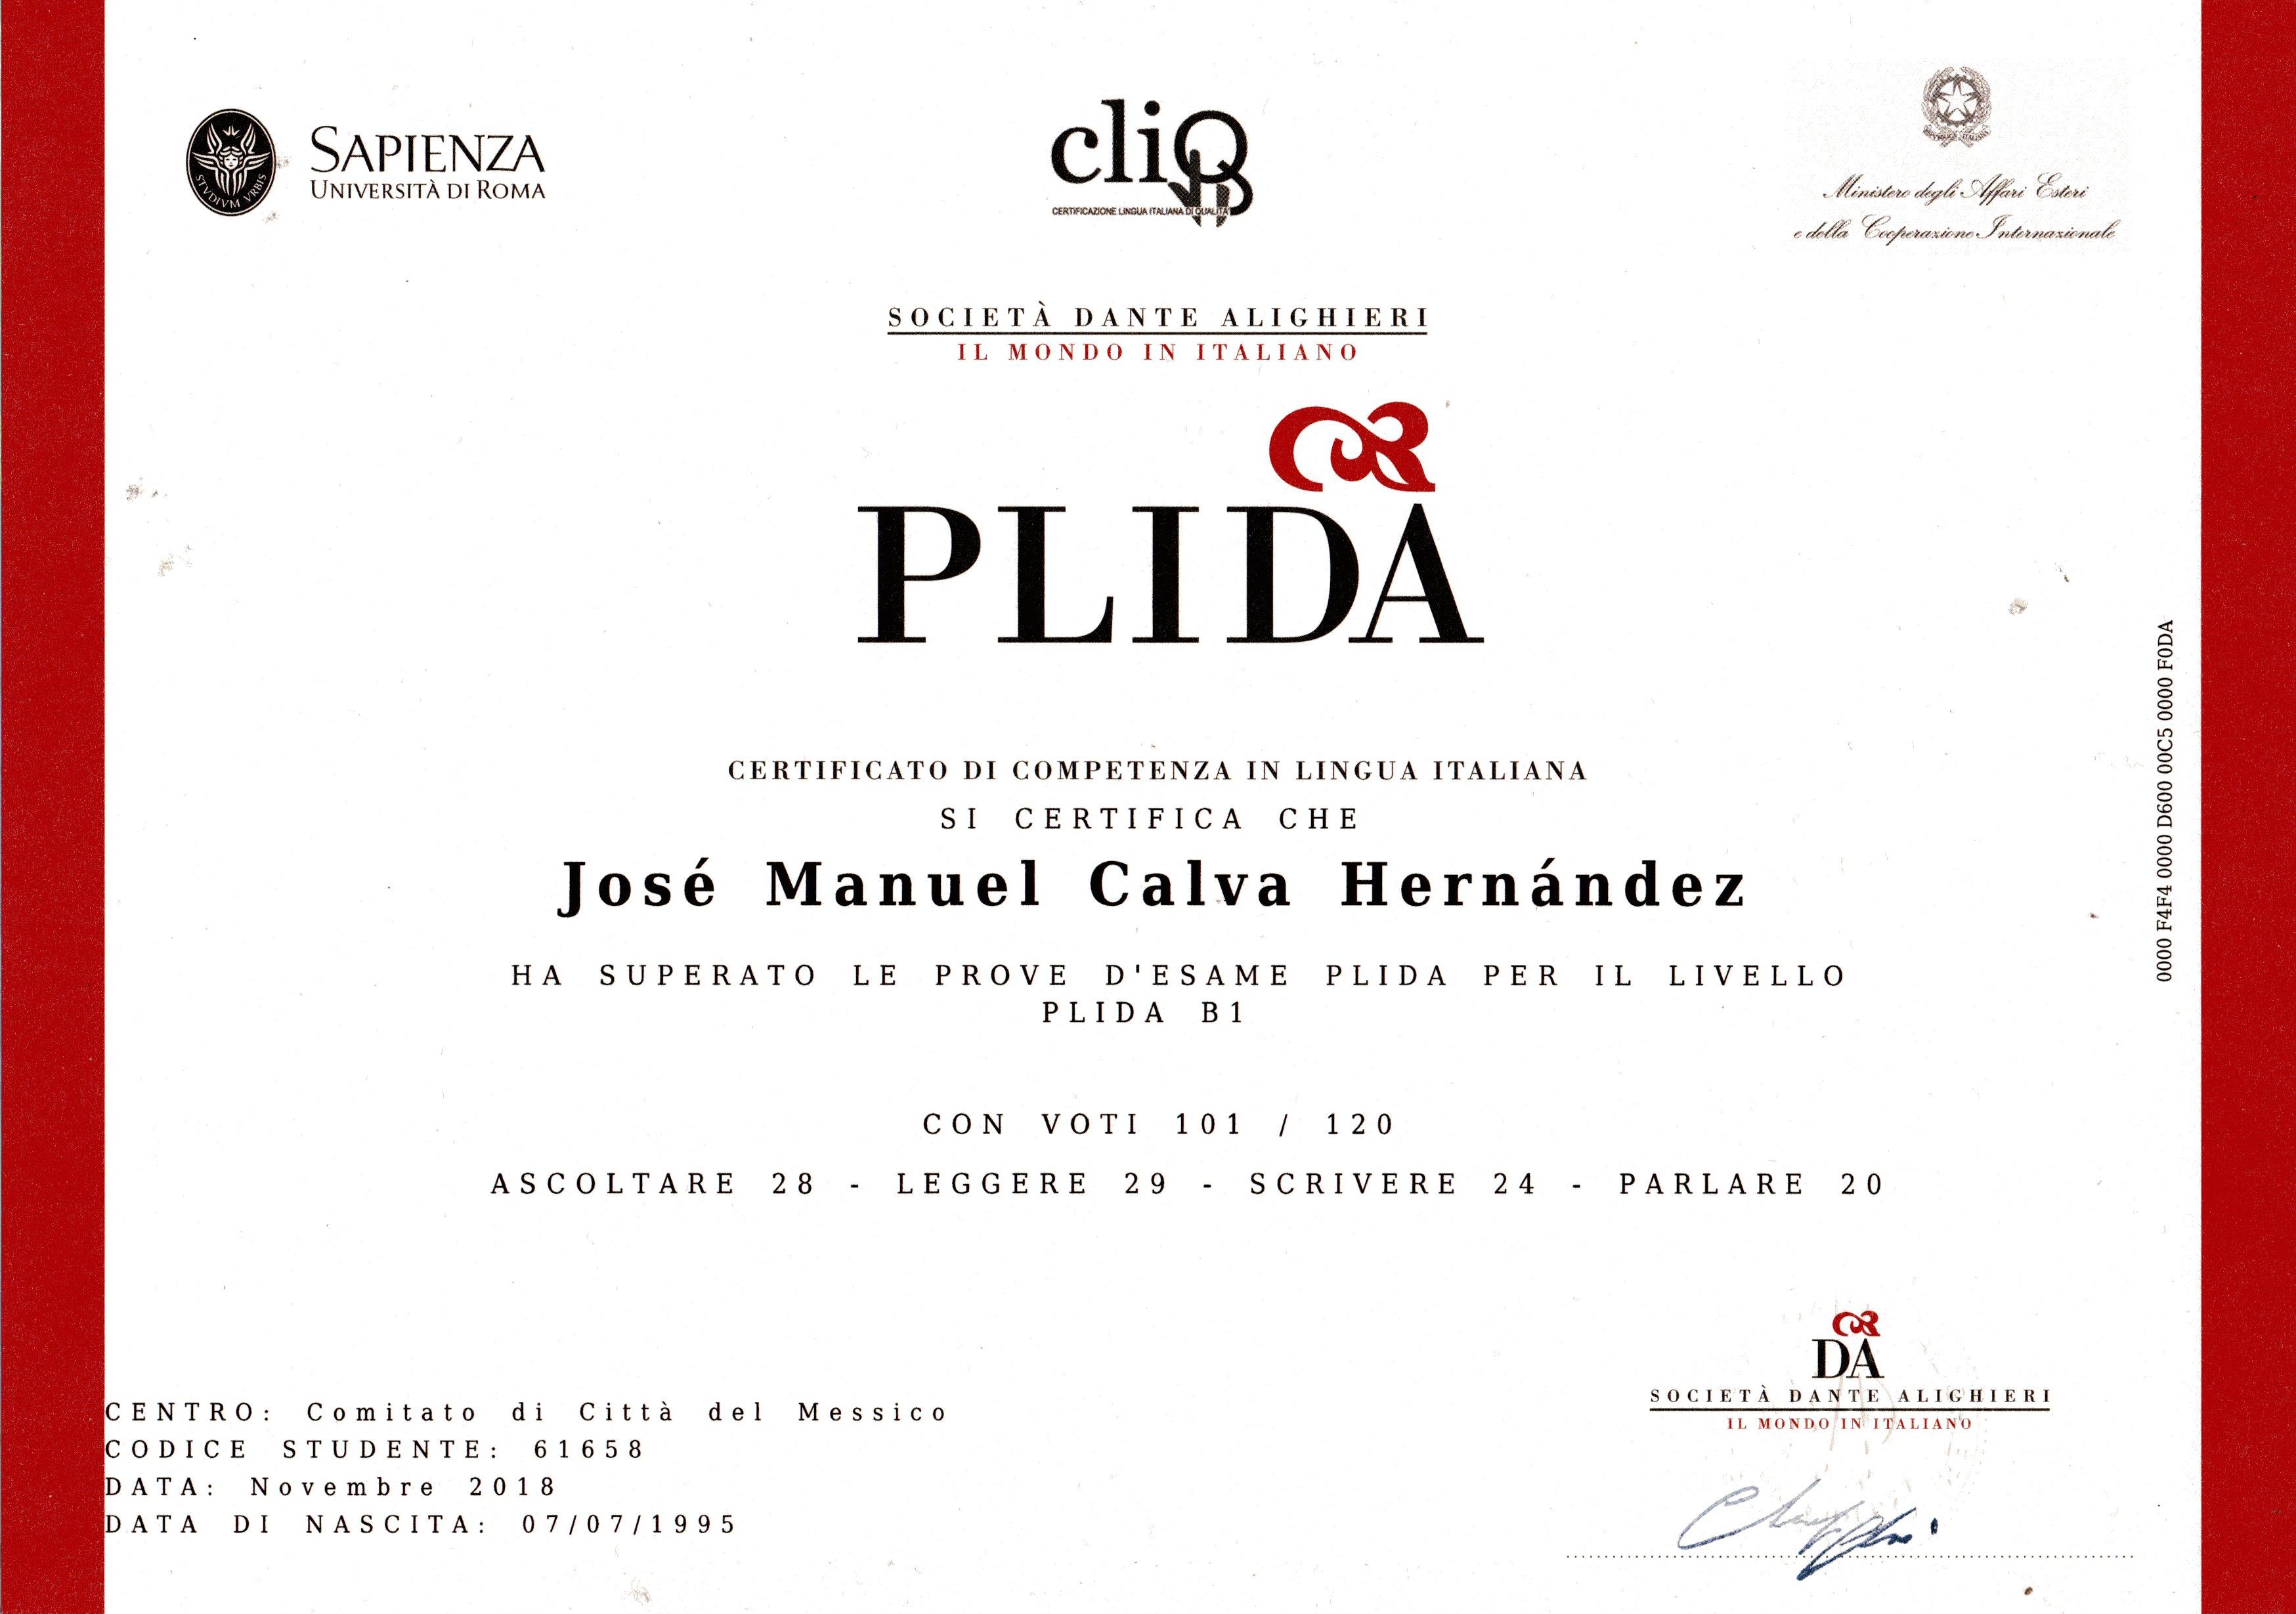 SAPIENZA
UNIVERSITÀ DI ROMA
STVDIVM VRBIS
cliQ
CERTIFICAZIONE LINGUA ITALIANA DI QUALITÀ
REPVBBLICA ITALIANA
Ministero degli Affari Esteri
e della Cooperazione Internazionale
SOCIETÀ DANTE ALIGHIERI
IL MONDO IN ITALIANO
PLIDA
CERTIFICATO DI COMPETENZA IN LINGUA ITALIANA
SI CERTIFICA CHE
José Manuel Calva Hernández
HA SUPERATO LE PROVE D'ESAME PLIDA PER IL LIVELLO
PLIDA B1
CON VOTI 101 / 120
ASCOLTARE 28 - LEGGERE 29 - SCRIVERE 24 - PARLARE 20
0000 F4F4 0000 D600 00C5 0000 F0DA
CENTRO: Comitato di Città del Messico
CODICE STUDENTE: 61658
DATA: Novembre 2018
DATA DI NASCITA: 07/07/1995
DA
SOCIETÀ DANTE ALIGHIERI
IL MONDO IN ITALIANO